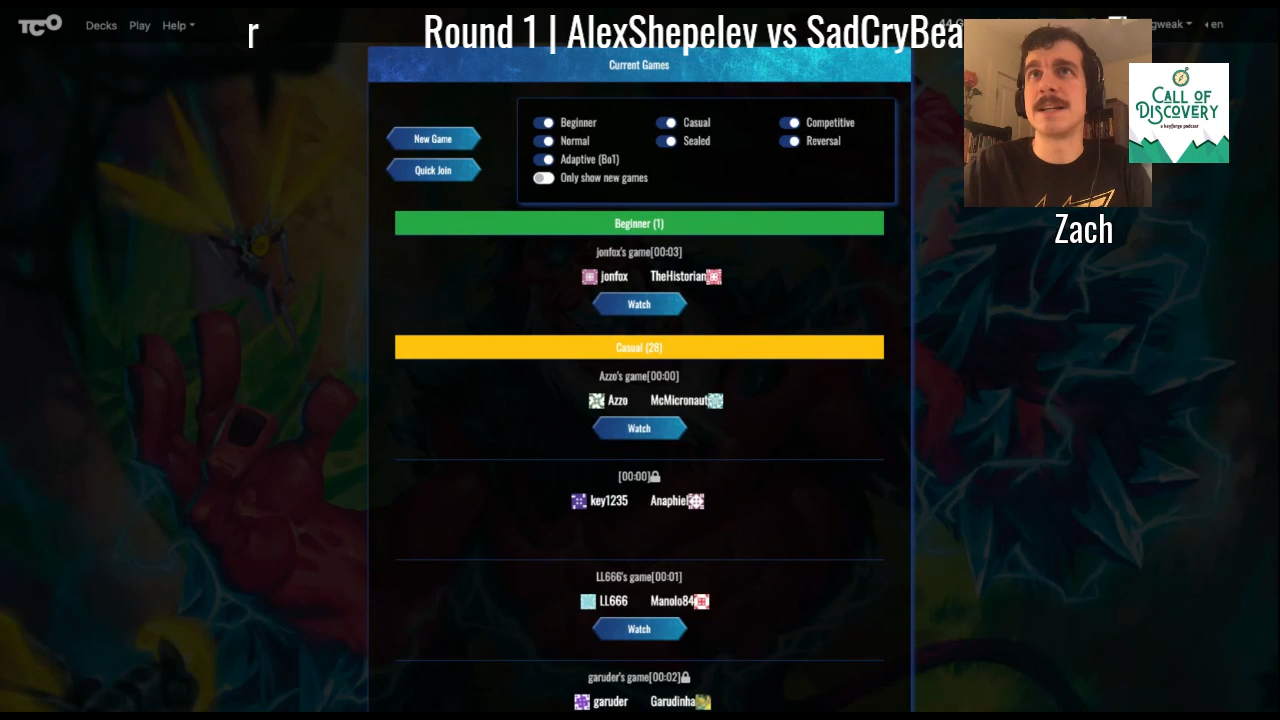 TCO Decks Play Help en
r Round 1 | AlexShepelev vs SadCryBea
Current Games
CALL OF
DISCOVERY
a keyforge podcast
Zach
New Game
Quick Join
Beginner Casual Competitive
Normal Sealed Reversal
Adaptive (Bo1)
Only show new games
Beginner (1)
jonfox's game[00:03]
jonfox TheHistorian
Watch
Casual (28)
Azzo's game[00:00]
Azzo McMicronaut
Watch
[00:00]
key1235 Anaphiel
LL666's game[00:01]
LL666 Manolo84
Watch
garuder's game[00:02]
garuder Garudinha